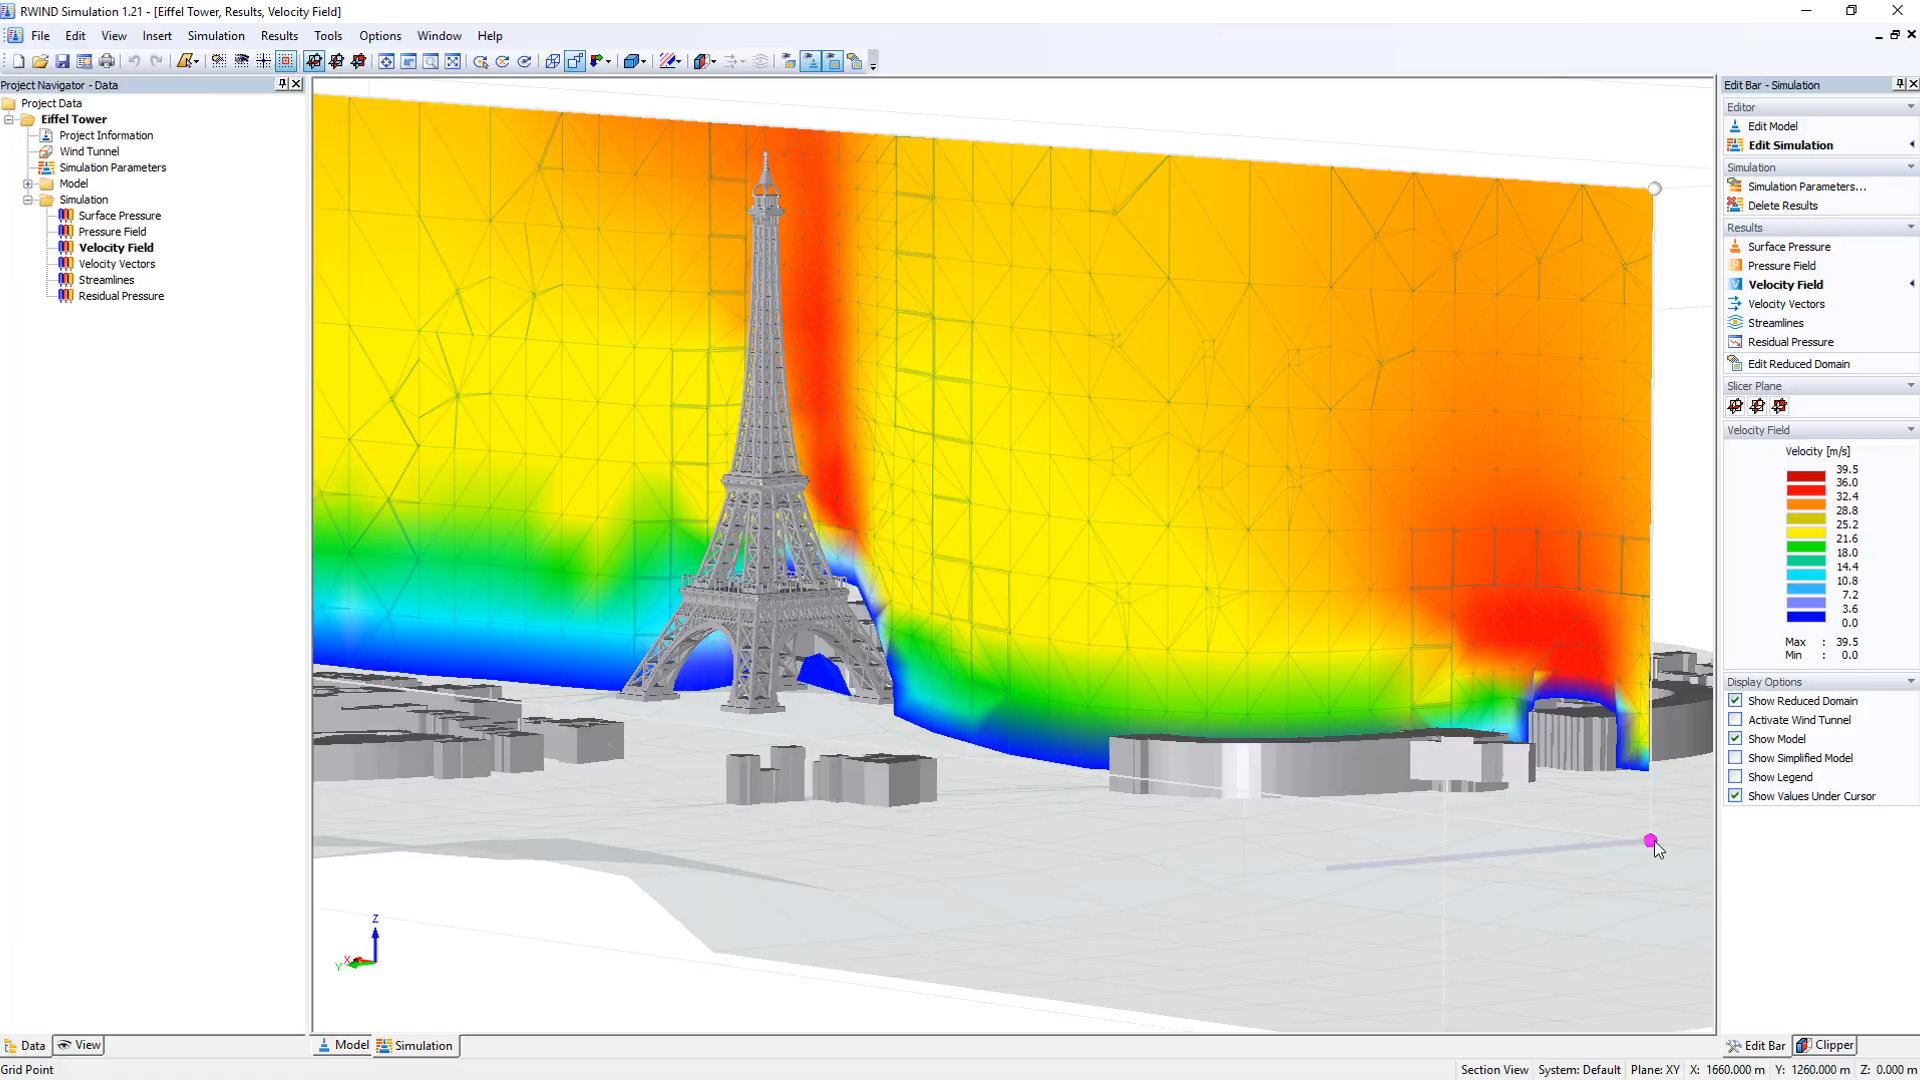 RWIND Simulation 1.21 - [Eiffel Tower, Results, Velocity Field]
File Edit View Insert Simulation Results Tools Options Window Help
Project Navigator - Data
Project Data
Eiffel Tower
Project Information
Wind Tunnel
Simulation Parameters
Model
Simulation
Surface Pressure
Pressure Field
Velocity Field
Velocity Vectors
Streamlines
Residual Pressure
Z
X
Y
Edit Bar - Simulation
Editor
Edit Model
Edit Simulation
Simulation
Simulation Parameters...
Delete Results
Results
Surface Pressure
Pressure Field
Velocity Field
Velocity Vectors
Streamlines
Residual Pressure
Edit Reduced Domain
Slicer Plane
Velocity Field
Velocity [m/s]
39.5
36.0
32.4
28.8
25.2
21.6
18.0
14.4
10.8
7.2
3.6
0.0
Max : 39.5
Min : 0.0
Display Options
Show Reduced Domain
Activate Wind Tunnel
Show Model
Show Simplified Model
Show Legend
Show Values Under Cursor
Data View
Model Simulation
Edit Bar Clipper
Grid Point
Section View System: Default Plane: XY X: 1660.000 m Y: 1260.000 m Z: 0.000 m